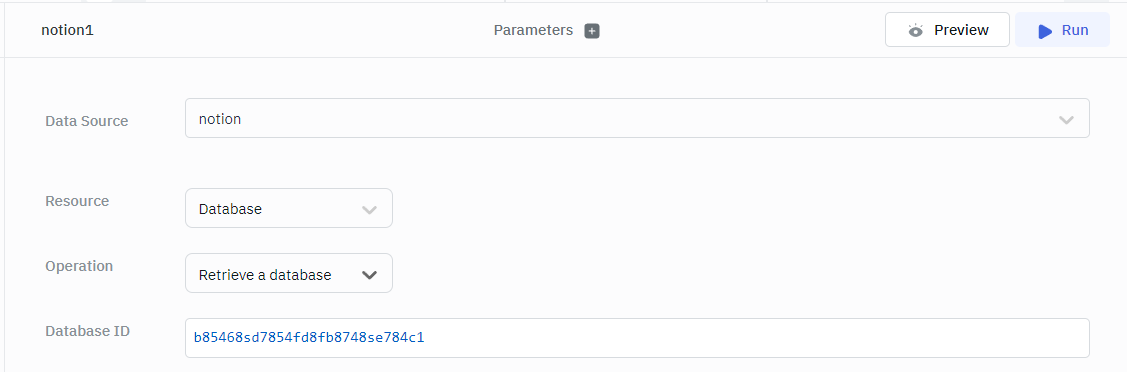 notion1
Parameters
Preview
Run
Data Source
notion
Resource
Database
Operation
Retrieve a database
Database ID
b85468sd7854fd8fb8748se784c1